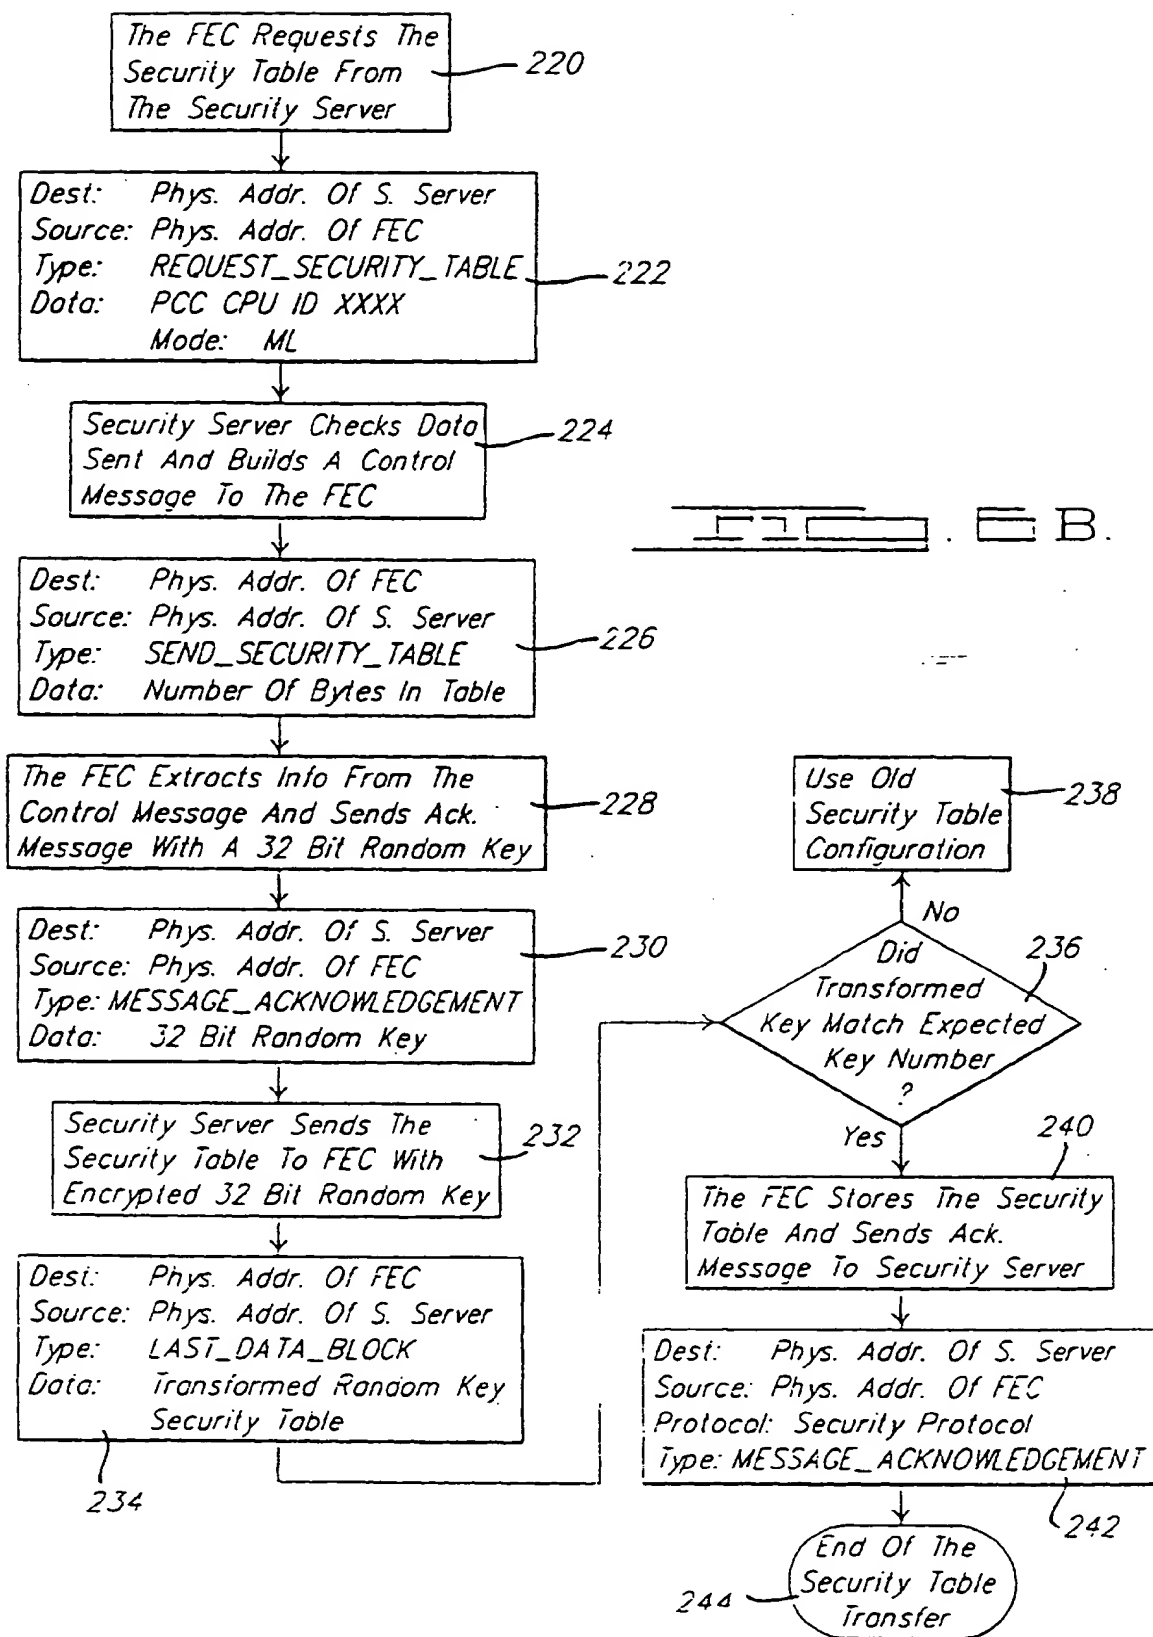 The FEC Requests The
Security Table From
The Security Server
220
Dest: Phys. Addr. Of S. Server
Source: Phys. Addr. Of FEC
Type: REQUEST_SECURITY_TABLE
Data: PCC CPU ID XXXX
Mode: ML
222
Security Server Checks Data
Sent And Builds A Control
Message To The FEC
224
FIG. 6B.
Dest: Phys. Addr. Of FEC
Source: Phys. Addr. Of S. Server
Type: SEND_SECURITY_TABLE
Data: Number Of Bytes In Table
226
The FEC Extracts Info From The
Control Message And Sends Ack.
Message With A 32 Bit Random Key
228
Dest: Phys. Addr. Of S. Server
Source: Phys. Addr. Of FEC
Type: MESSAGE_ACKNOWLEDGEMENT
Data: 32 Bit Random Key
230
Security Server Sends The
Security Table To FEC With
Encrypted 32 Bit Random Key
232
Dest: Phys. Addr. Of FEC
Source: Phys. Addr. Of S. Server
Type: LAST_DATA_BLOCK
Data: Transformed Random Key
Security Table
234
Use Old
Security Table
Configuration
238
No
Did
Transformed
Key Match Expected
Key Number
?
236
Yes
240
The FEC Stores The Security
Table And Sends Ack.
Message To Security Server
Dest: Phys. Addr. Of S. Server
Source: Phys. Addr. Of FEC
Protocol: Security Protocol
Type: MESSAGE_ACKNOWLEDGEMENT
242
End Of The
Security Table
Transfer
244